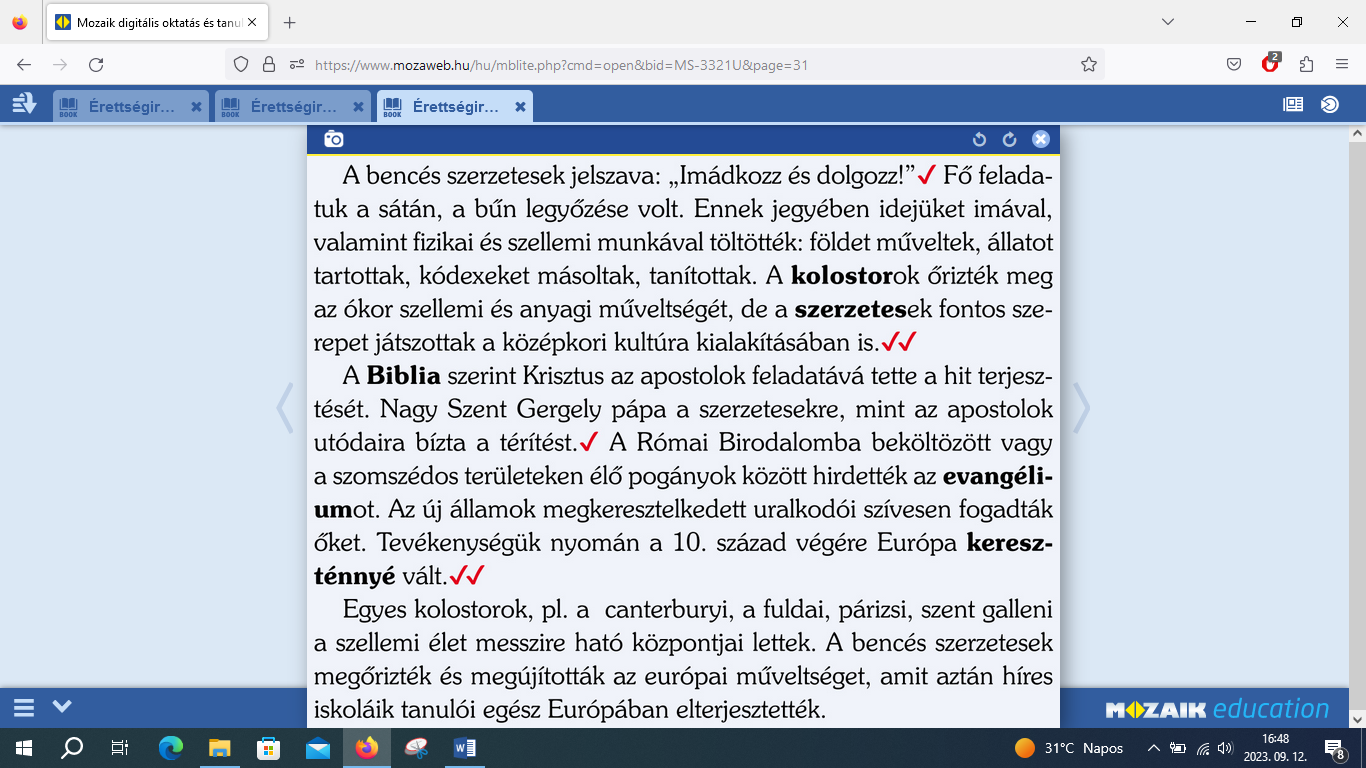 Mozaik digitális oktatás és tanul
https://www.mozaweb.hu/hu/mblite.php?cmd=open&bid=MS-3321U&page=31
2
BOOK Érettségir... BOOK Érettségir... BOOK Érettségir...
A bencés szerzetesek jelszava: „Imádkozz és dolgozz!”✓ Fő felada-
tuk a sátán, a bűn legyőzése volt. Ennek jegyében idejüket imával,
valamint fizikai és szellemi munkával töltötték: földet műveltek, állatot
tartottak, kódexeket másoltak, tanítottak. A kolostorok őrizték meg
az ókor szellemi és anyagi műveltségét, de a szerzetesek fontos sze-
repet játszottak a középkori kultúra kialakításában is.✓✓
A Biblia szerint Krisztus az apostolok feladatává tette a hit terjesz-
tését. Nagy Szent Gergely pápa a szerzetesekre, mint az apostolok
utódaira bízta a térítést.✓ A Római Birodalomba beköltözött vagy
a szomszédos területeken élő pogányok között hirdették az evangéli-
umot. Az új államok megkeresztelkedett uralkodói szívesen fogadták
őket. Tevékenységük nyomán a 10. század végére Európa keresz-
ténnyé vált.✓✓
Egyes kolostorok, pl. a canterburyi, a fuldai, párizsi, szent galleni
a szellemi élet messzire ható központjai lettek. A bencés szerzetesek
megőrizték és megújították az európai műveltséget, amit aztán híres
iskoláik tanulói egész Európában elterjesztették.
MOZAIK education
31°C Napos
16:48
2023. 09. 12.
8